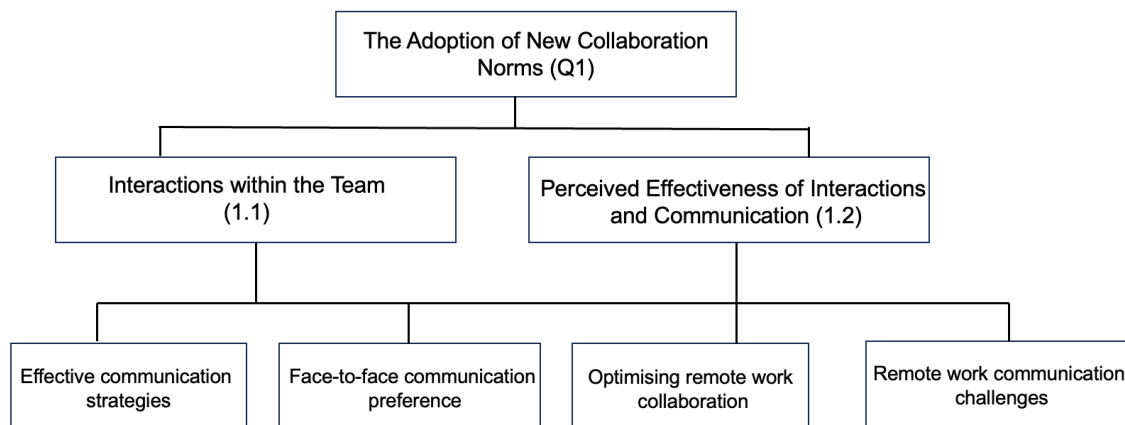 The Adoption of New Collaboration
Norms (Q1)
Interactions within the Team
(1.1)
Perceived Effectiveness of Interactions
and Communication (1.2)
Effective communication
strategies
Face-to-face communication
preference
Optimising remote work
collaboration
Remote work communication
challenges